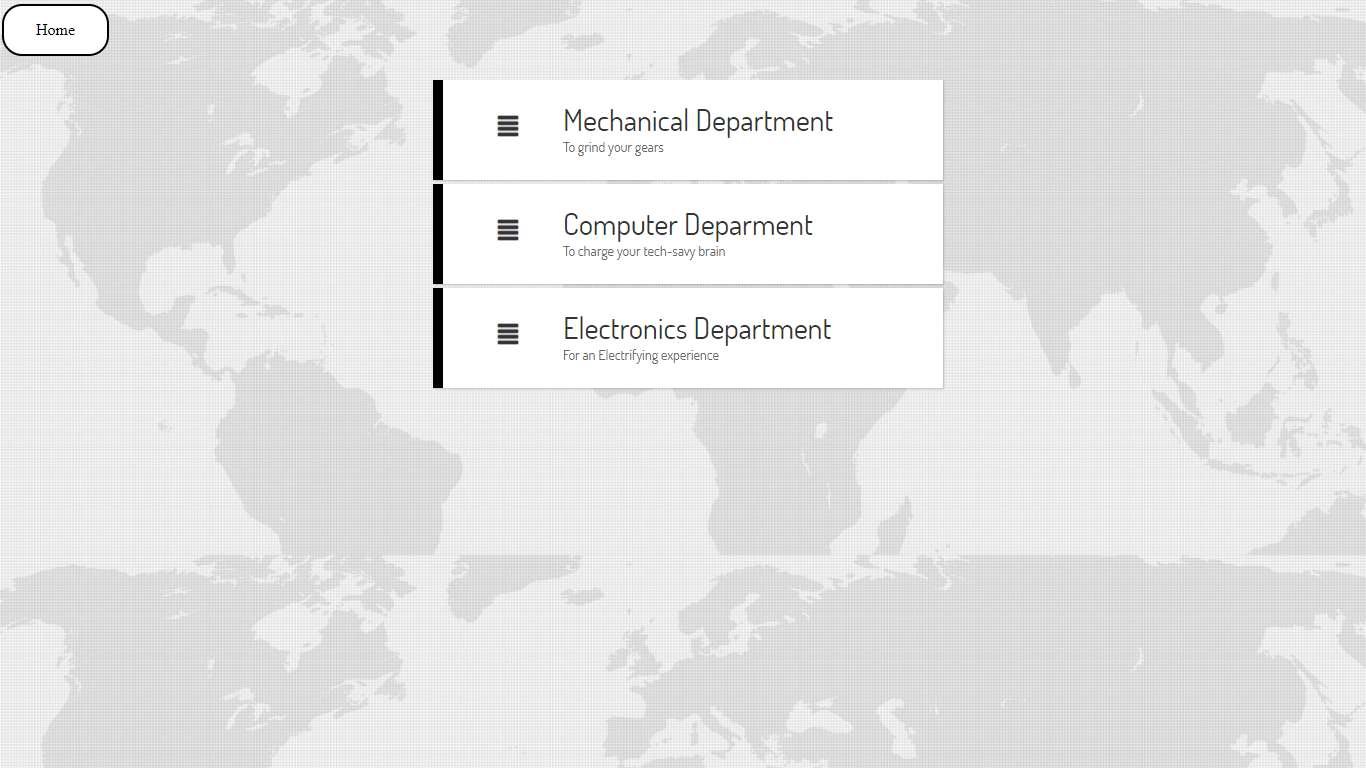 Home
Mechanical Department
To grind your gears
Computer Deparment
To charge your tech-savy brain
Electronics Department
For an Electrifying experience